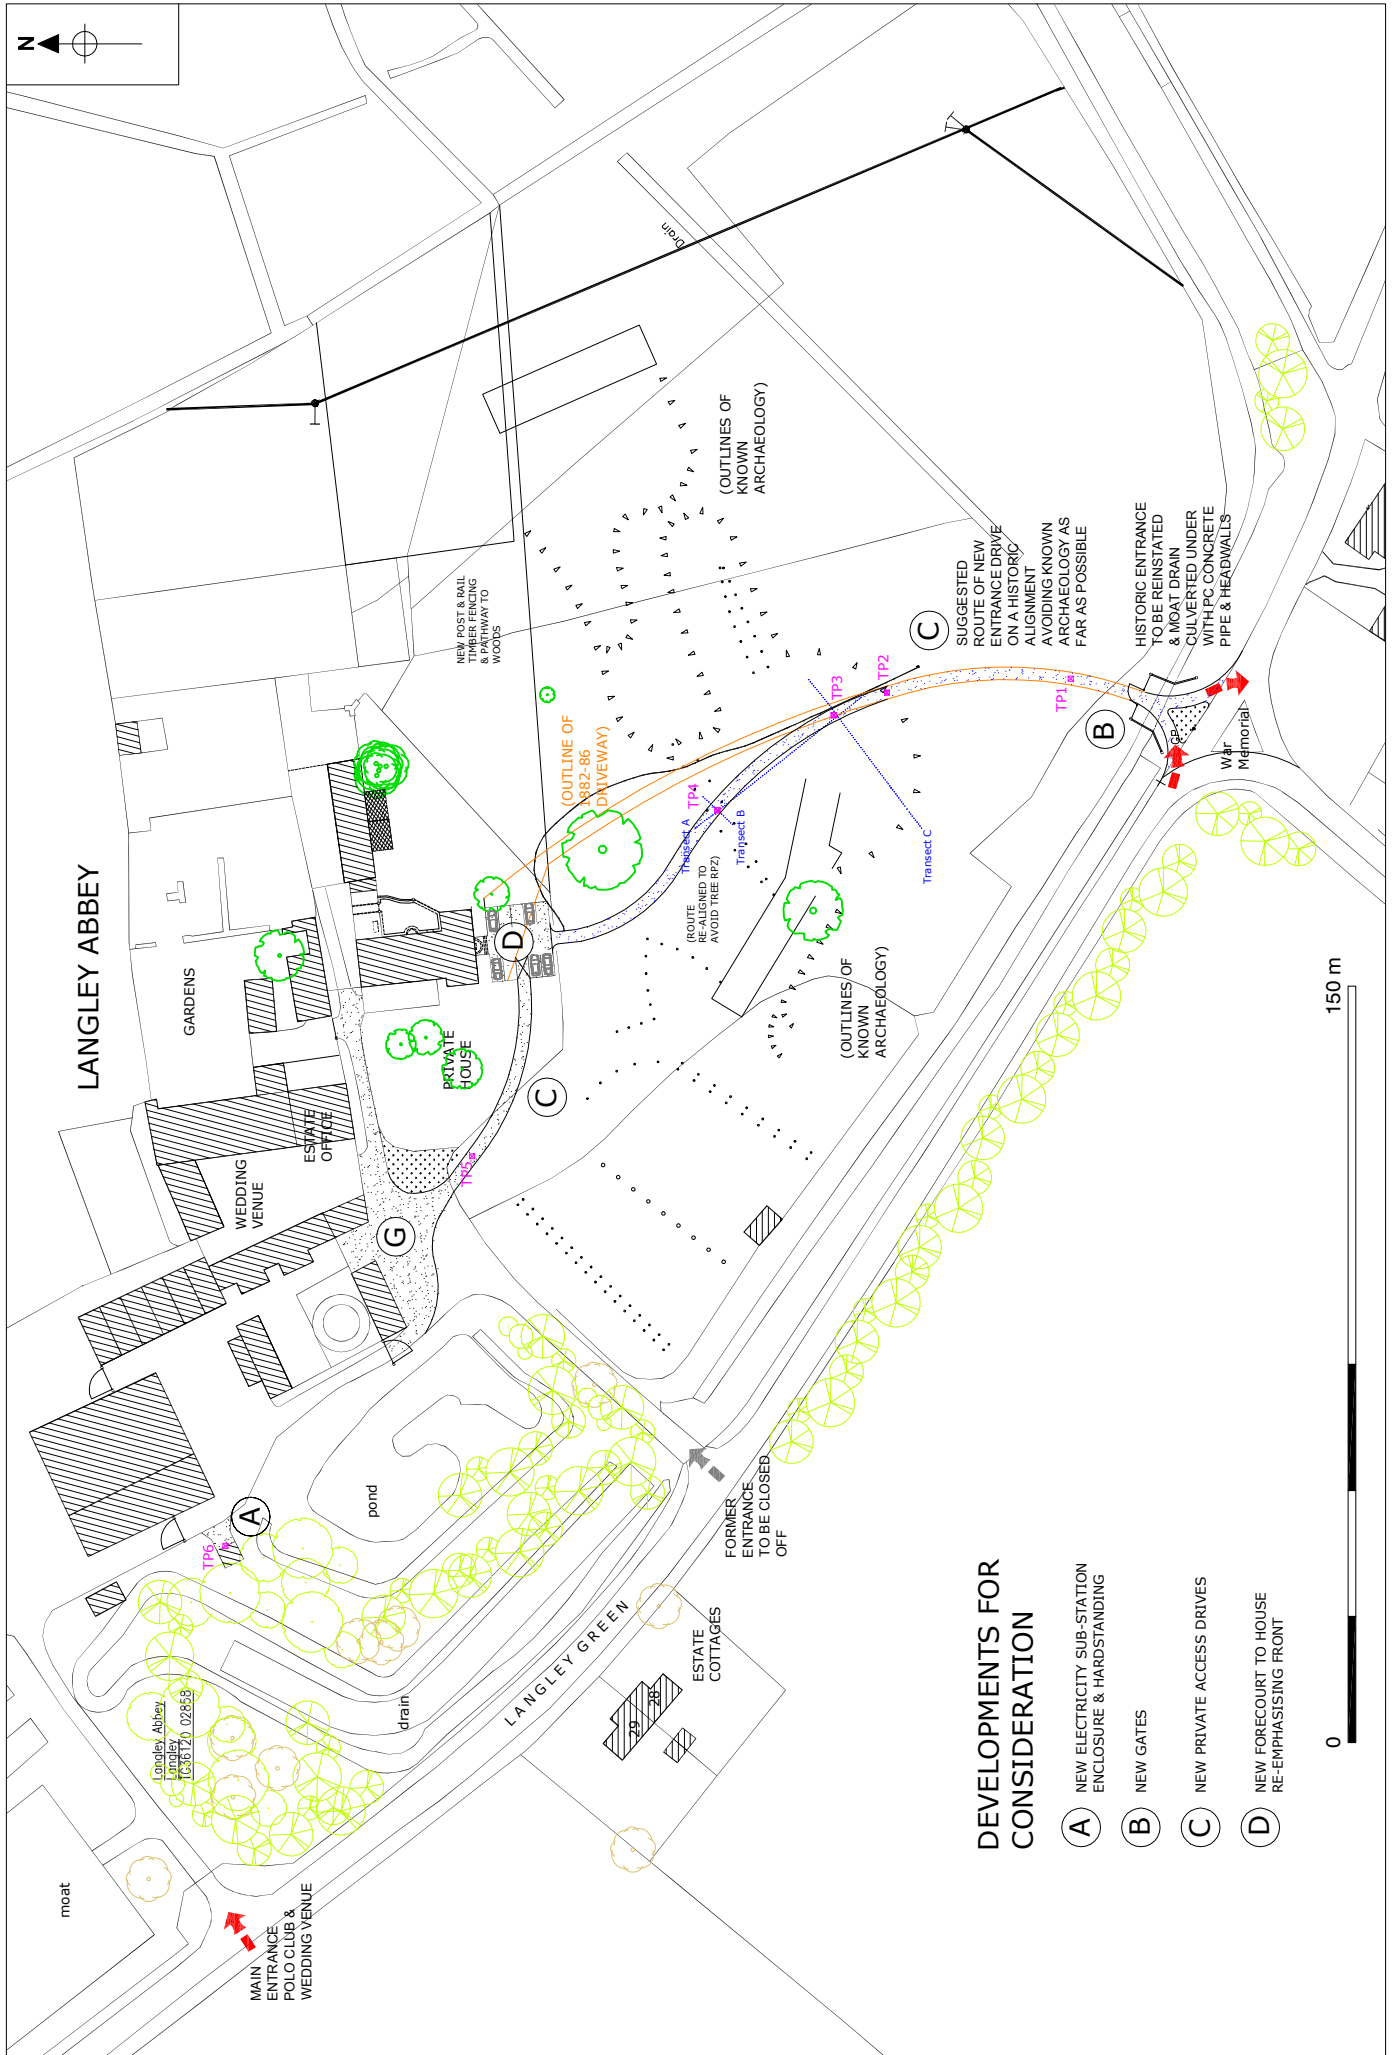 N
LANGLEY ABBEY
GARDENS
WEDDING
VENUE
ESTATE
OFFICE
PRIVATE
HOUSE
NEW POST & RAIL
TIMBER FENCING
& PATHWAY TO
WOODS
Drain
(OUTLINES OF
KNOWN
ARCHAEOLOGY)
(OUTLINE OF
1882-86
DRIVEWAY)
C
SUGGESTED
ROUTE OF NEW
ENTRANCE DRIVE
ON A HISTORIC
ALIGNMENT
AVOIDING KNOWN
ARCHAEOLOGY AS
FAR AS POSSIBLE
HISTORIC ENTRANCE
TO BE REINSTATED
& MOAT DRAIN
CULVERTED UNDER
WITH PC CONCRETE
PIPE & HEADWALLS
TP1
TP2
TP3
TP4
TP5
TP6
Transect A
Transect B
Transect C
(ROUTE
RE-ALIGNED TO
AVOID TREE RPZ)
(OUTLINES OF
KNOWN
ARCHAEOLOGY)
A
B
C
D
G
GP
War
Memorial
pond
drain
moat
Langley Abbey
Langley
TG36120 02858
MAIN
ENTRANCE
POLO CLUB &
WEDDING VENUE
LANGLEY GREEN
FORMER
ENTRANCE
TO BE CLOSED
OFF
ESTATE
COTTAGES
29
28
DEVELOPMENTS FOR
CONSIDERATION
A NEW ELECTRICITY SUB-STATION
ENCLOSURE & HARDSTANDING
B NEW GATES
C NEW PRIVATE ACCESS DRIVES
D NEW FORECOURT TO HOUSE
RE-EMPHASISING FRONT
0 150 m